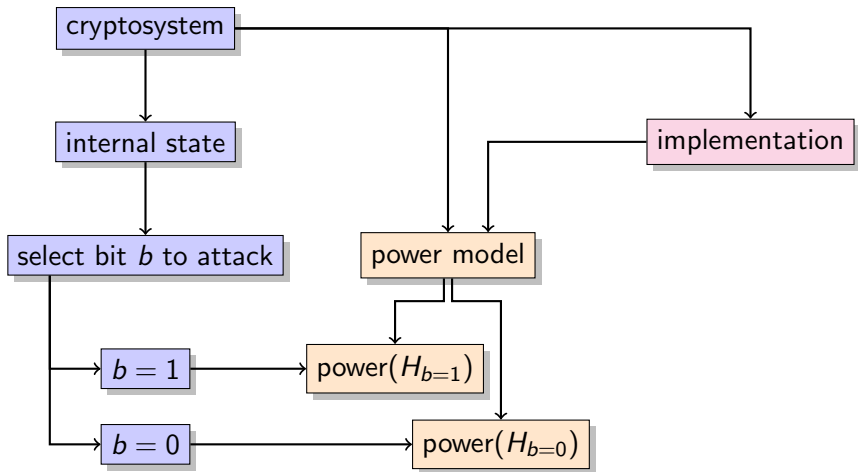 cryptosystem
internal state
implementation
select bit b to attack
power model
b = 1
power(H_{b=1})
b = 0
power(H_{b=0})